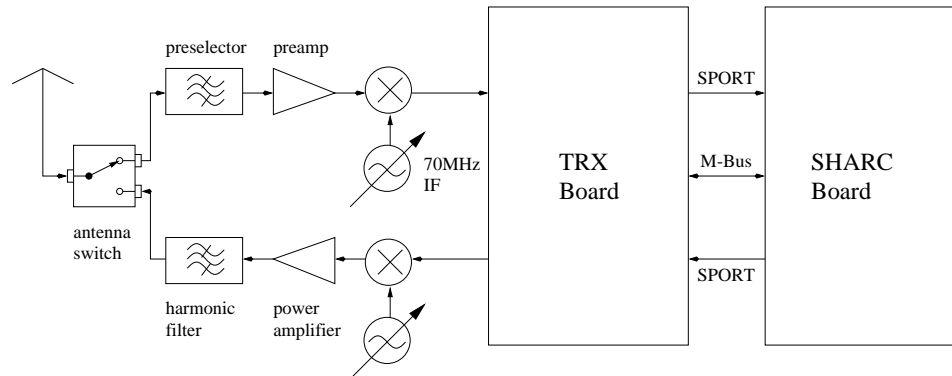 preselector
preamp
SPORT
70MHz
IF
TRX
Board
M-Bus
SHARC
Board
antenna
switch
SPORT
harmonic
filter
power
amplifier